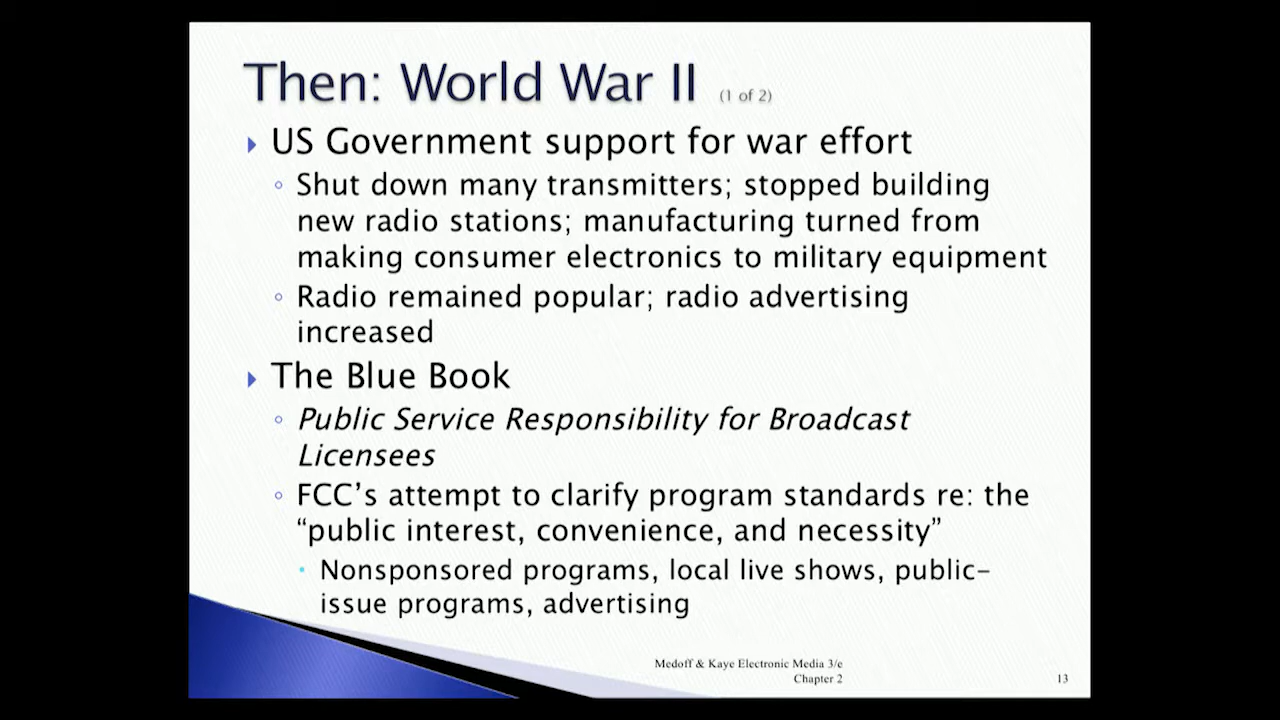 Then: World War II (1 of 2)
US Government support for war effort
Shut down many transmitters; stopped building
new radio stations; manufacturing turned from
making consumer electronics to military equipment
Radio remained popular; radio advertising
increased
The Blue Book
Public Service Responsibility for Broadcast
Licensees
FCC’s attempt to clarify program standards re: the
“public interest, convenience, and necessity”
Nonsponsored programs, local live shows, public-
issue programs, advertising
Medoff & Kaye Electronic Media 3/e
Chapter 2
13